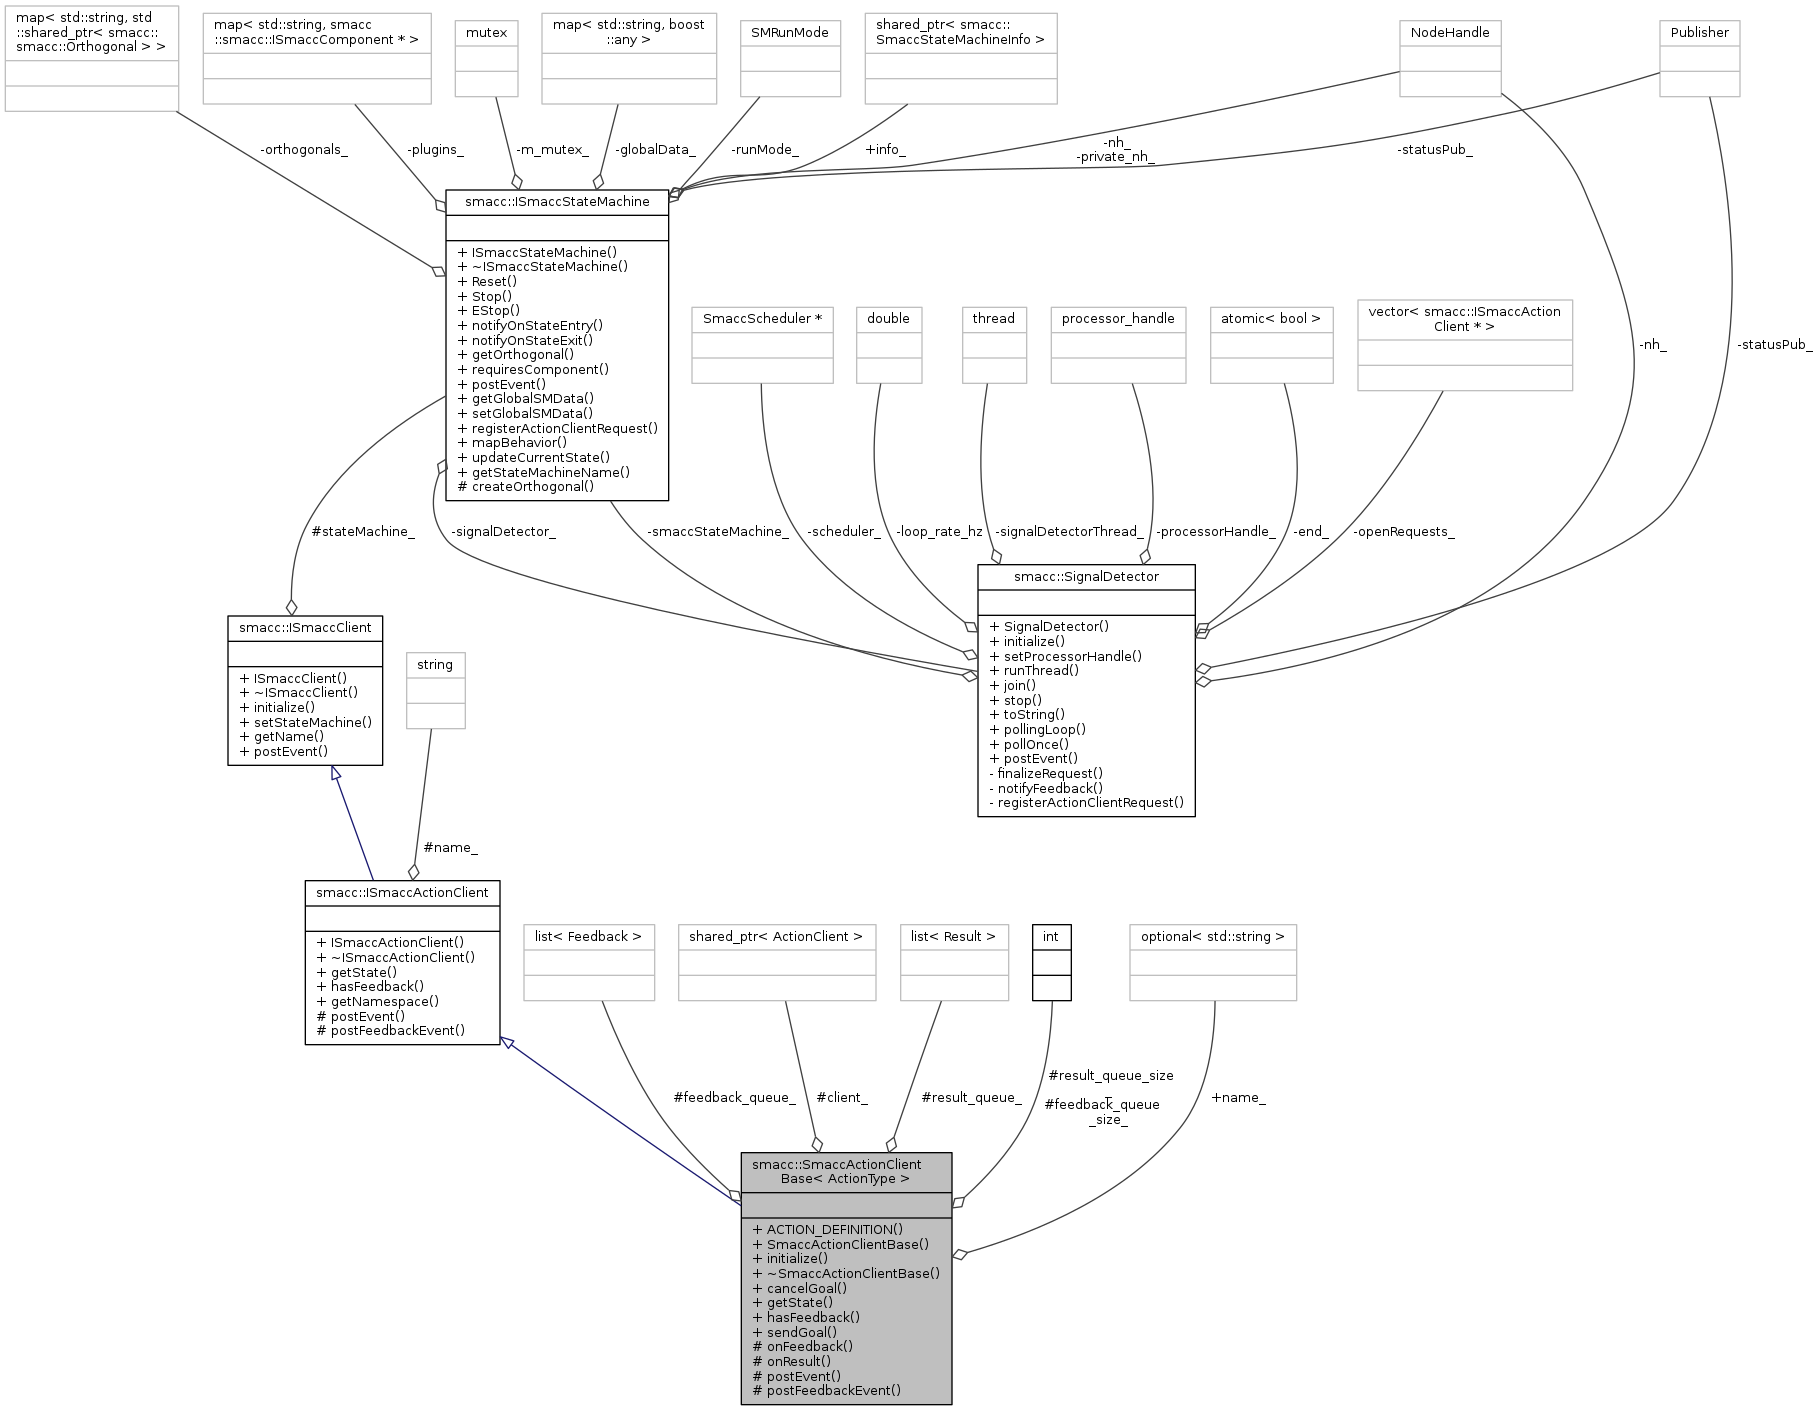 map< std::string, std
::shared_ptr< smacc::
smacc::Orthogonal > >
map< std::string, smacc
::smacc::ISmaccComponent * >
mutex
map< std::string, boost
::any >
SMRunMode
shared_ptr< smacc::
SmaccStateMachineInfo >
NodeHandle
Publisher
-orthogonals_
-plugins_
-m_mutex_
-globalData_
-runMode_
+info_
-nh_
-private_nh_
-statusPub_
smacc::ISmaccStateMachine
+ ISmaccStateMachine()
+ ~ISmaccStateMachine()
+ Reset()
+ Stop()
+ EStop()
+ notifyOnStateEntry()
+ notifyOnStateExit()
+ getOrthogonal()
+ requiresComponent()
+ postEvent()
+ getGlobalSMData()
+ setGlobalSMData()
+ registerActionClientRequest()
+ mapBehavior()
+ updateCurrentState()
+ getStateMachineName()
# createOrthogonal()
SmaccScheduler *
double
thread
processor_handle
atomic< bool >
vector< smacc::ISmaccAction
Client * >
-nh_
-statusPub_
#stateMachine_
-signalDetector_
-smaccStateMachine_
-scheduler_
-loop_rate_hz
-signalDetectorThread_
-processorHandle_
-end_
-openRequests_
smacc::SignalDetector
+ SignalDetector()
+ initialize()
+ setProcessorHandle()
+ runThread()
+ join()
+ stop()
+ toString()
+ pollingLoop()
+ pollOnce()
+ postEvent()
- finalizeRequest()
- notifyFeedback()
- registerActionClientRequest()
smacc::ISmaccClient
+ ISmaccClient()
+ ~ISmaccClient()
+ initialize()
+ setStateMachine()
+ getName()
+ postEvent()
string
#name_
smacc::ISmaccActionClient
+ ISmaccActionClient()
+ ~ISmaccActionClient()
+ getState()
+ hasFeedback()
+ getNamespace()
# postEvent()
# postFeedbackEvent()
list< Feedback >
shared_ptr< ActionClient >
list< Result >
int
optional< std::string >
#feedback_queue_
#client_
#result_queue_
#result_queue_size
_
#feedback_queue
_size_
+name_
smacc::SmaccActionClient
Base< ActionType >
+ ACTION_DEFINITION()
+ SmaccActionClientBase()
+ initialize()
+ ~SmaccActionClientBase()
+ cancelGoal()
+ getState()
+ hasFeedback()
+ sendGoal()
# onFeedback()
# onResult()
# postEvent()
# postFeedbackEvent()